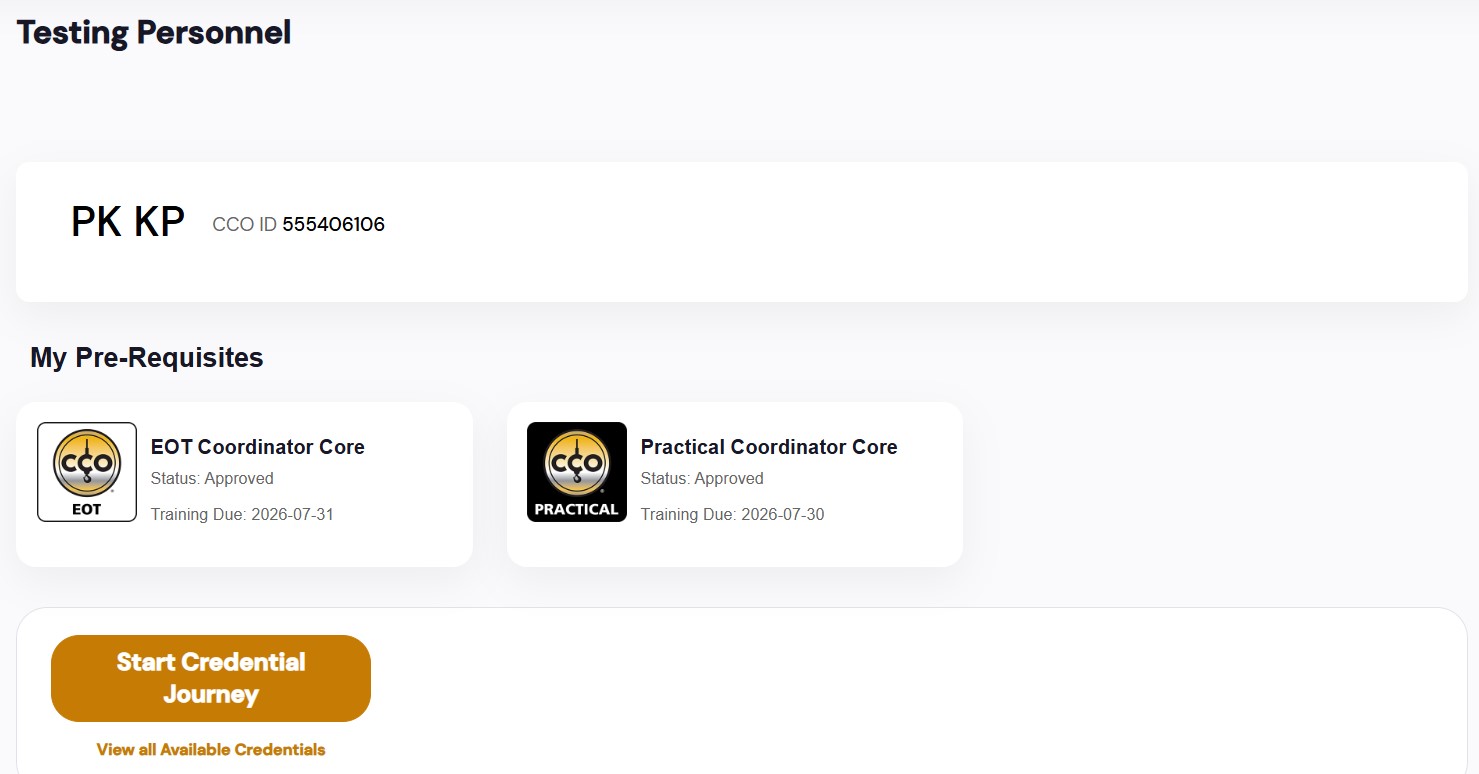 Testing Personnel
PK KP CCO ID 555406106
My Pre-Requisites
CCO
EOT
EOT Coordinator Core
Status: Approved
Training Due: 2026-07-31
CCO
PRACTICAL
Practical Coordinator Core
Status: Approved
Training Due: 2026-07-30
Start Credential
Journey
View all Available Credentials